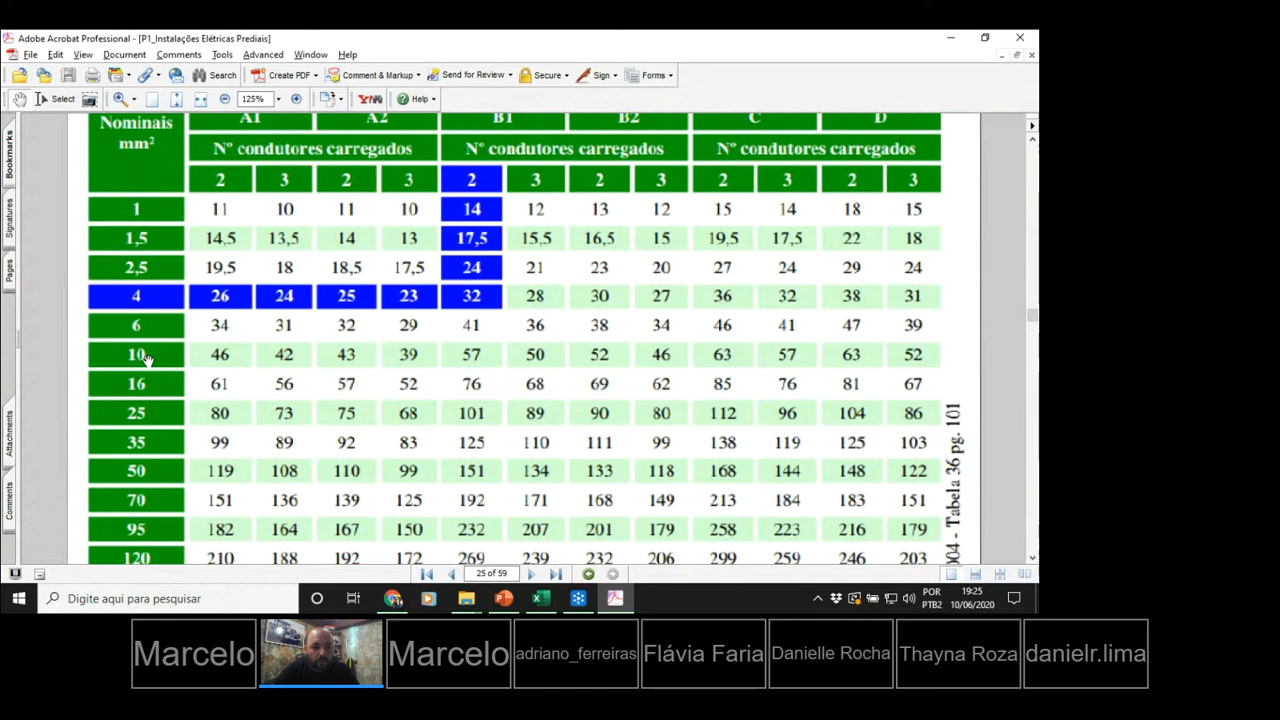 Adobe Acrobat Professional - [P1_Instalações Elétricas Prediais]
File Edit View Document Comments Tools Advanced Window Help
Search Create PDF Comment & Markup Send for Review Secure Sign Forms
Select 125% Help
Bookmarks
Signatures
Pages
Attachments
Comments
Nominais A1 A2 B1 B2 C D
mm² Nº condutores carregados Nº condutores carregados Nº condutores carregados
2 3 2 3 2 3 2 3 2 3 2 3
1 11 10 11 10 14 12 13 12 15 14 18 15
1,5 14,5 13,5 14 13 17,5 15,5 16,5 15 19,5 17,5 22 18
2,5 19,5 18 18,5 17,5 24 21 23 20 27 24 29 24
4 26 24 25 23 32 28 30 27 36 32 38 31
6 34 31 32 29 41 36 38 34 46 41 47 39
10 46 42 43 39 57 50 52 46 63 57 63 52
16 61 56 57 52 76 68 69 62 85 76 81 67
25 80 73 75 68 101 89 90 80 112 96 104 86
35 99 89 92 83 125 110 111 99 138 119 125 103
50 119 108 110 99 151 134 133 118 168 144 148 122
70 151 136 139 125 192 171 168 149 213 184 183 151
95 182 164 167 150 232 207 201 179 258 223 216 179
120 210 188 192 172 269 239 232 206 299 259 246 203
04 - Tabela 36 pg. 101
25 of 59
Digite aqui para pesquisar
POR 19:25
PTB2 10/06/2020
Marcelo Marcelo adriano_ferreiras Flávia Faria Danielle Rocha Thayna Roza danielr.lima